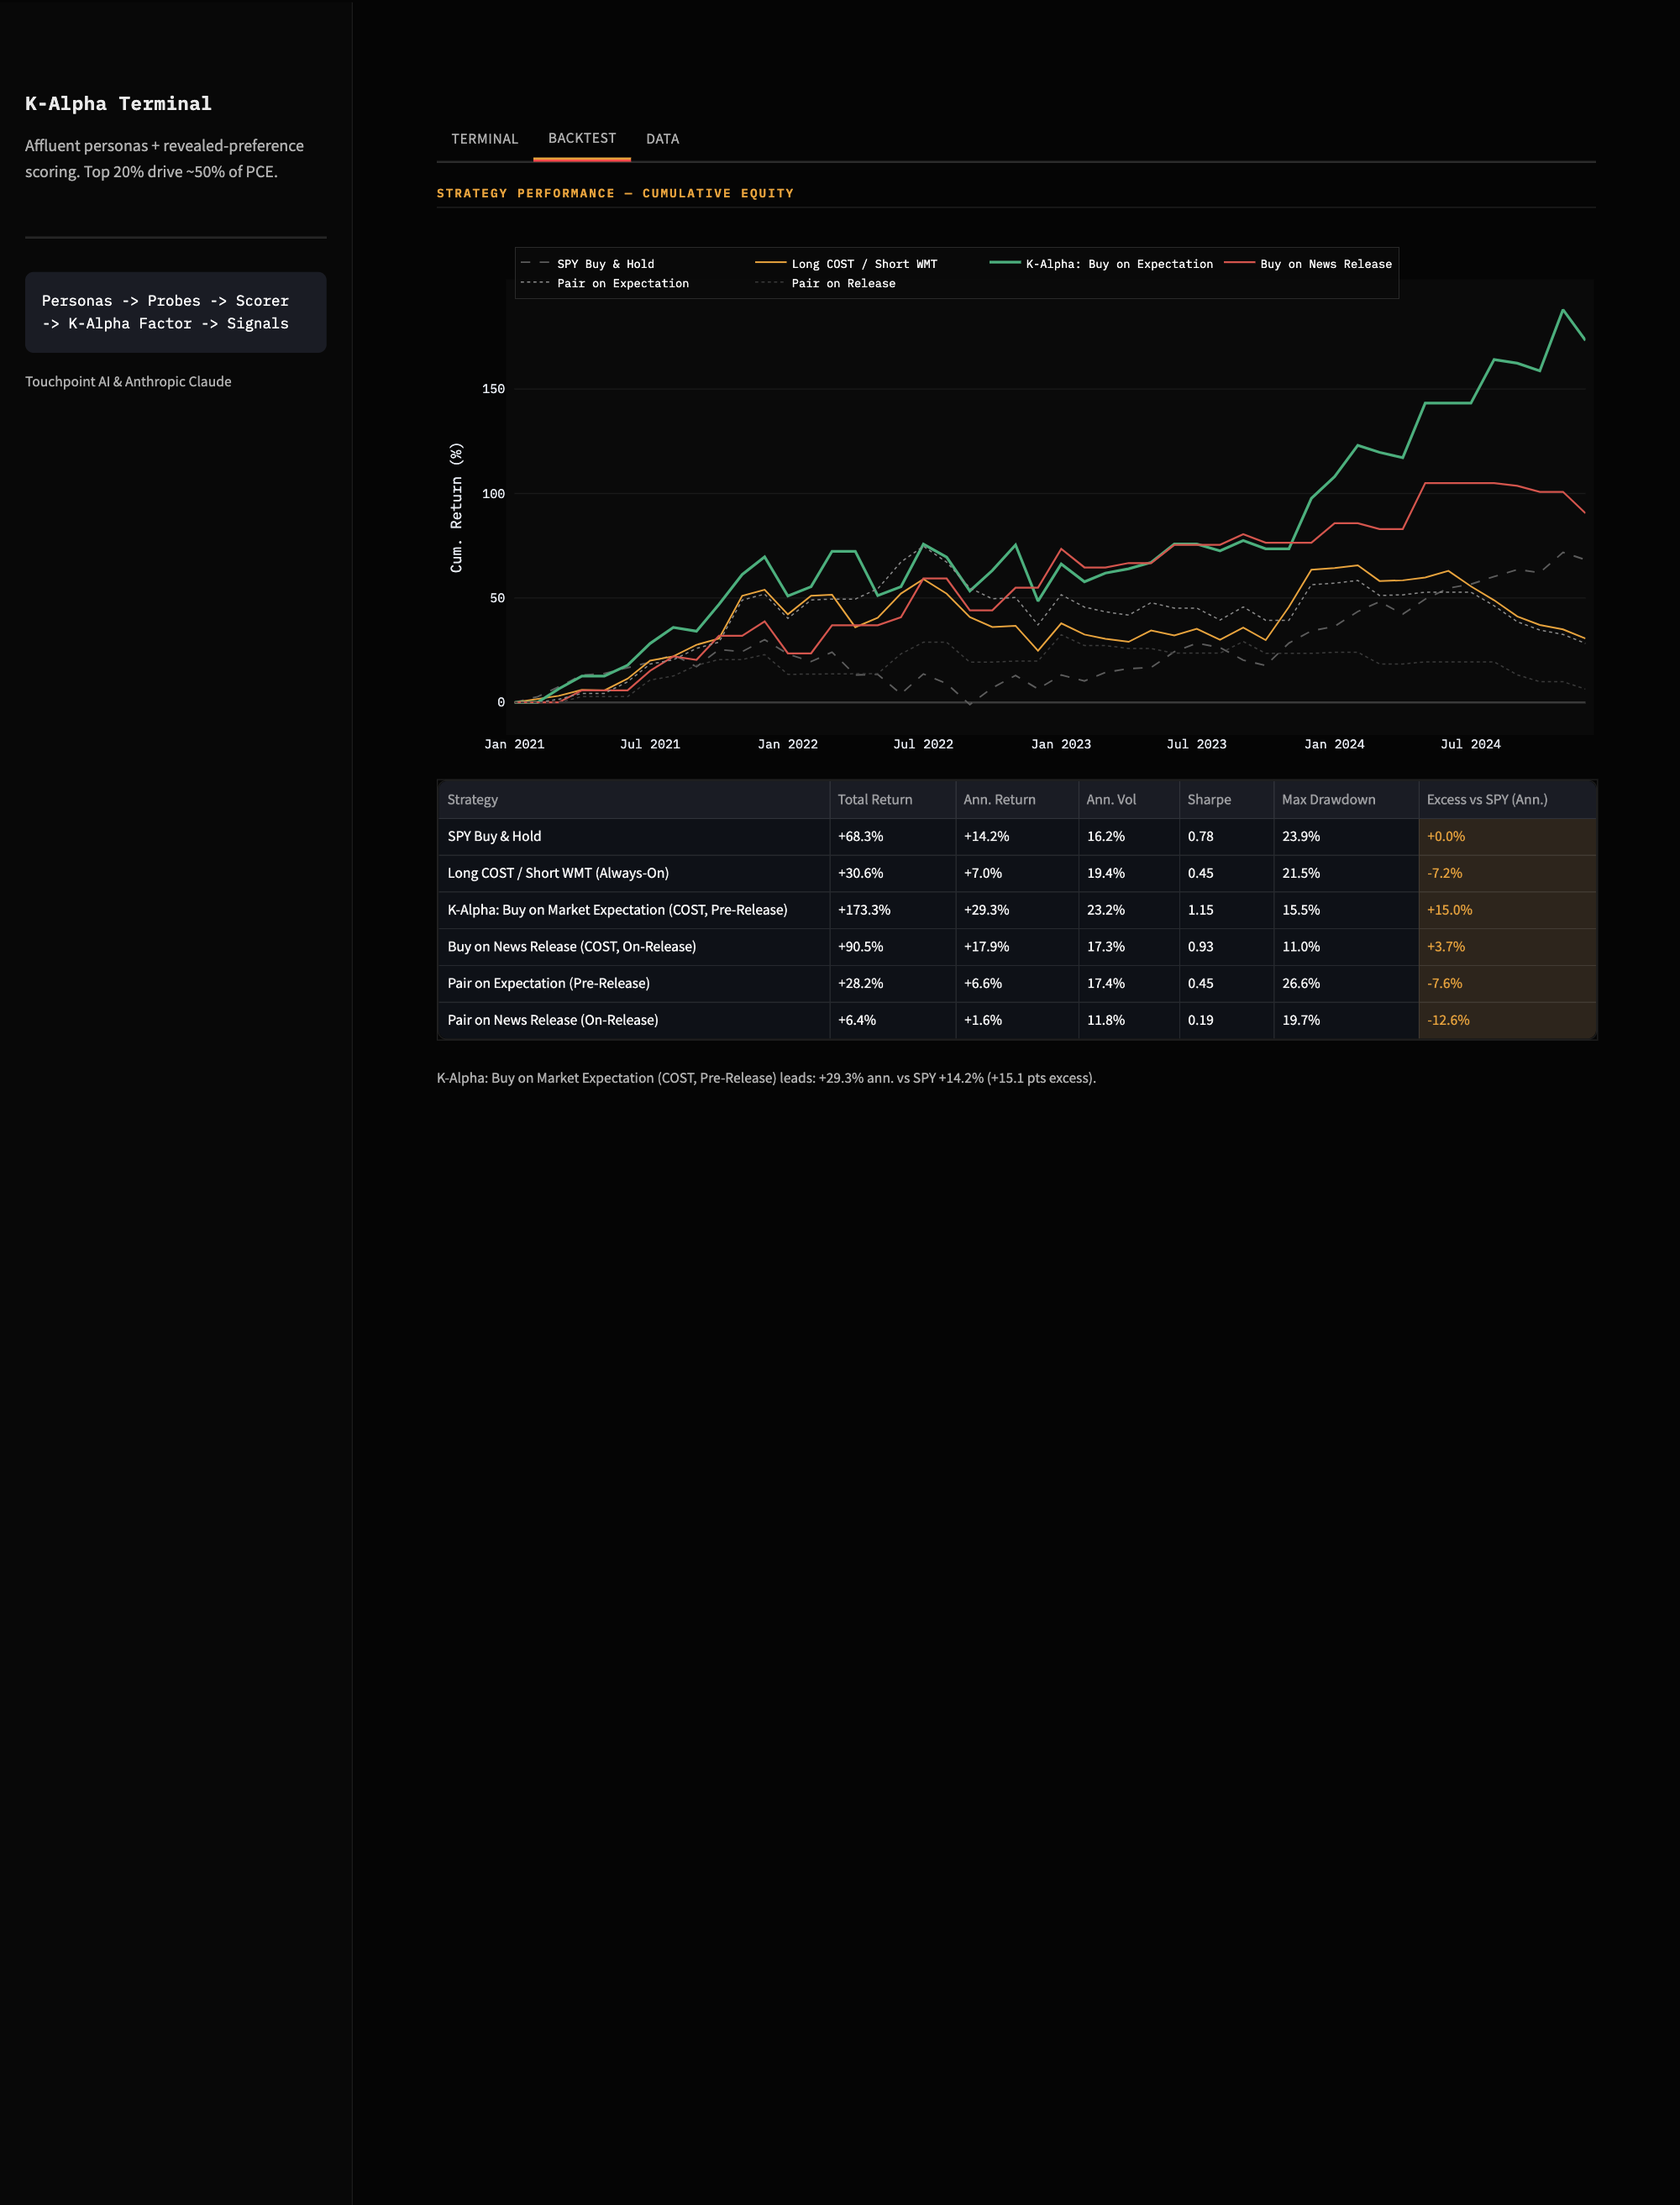 K-Alpha Terminal
Affluent personas + revealed-preference
scoring. Top 20% drive ~50% of PCE.
Personas -> Probes -> Scorer
-> K-Alpha Factor -> Signals
Touchpoint AI & Anthropic Claude
TERMINAL BACKTEST DATA
STRATEGY PERFORMANCE — CUMULATIVE EQUITY
SPY Buy & Hold Long COST / Short WMT K-Alpha: Buy on Expectation Buy on News Release
Pair on Expectation Pair on Release
Cum. Return (%)
150
100
50
0
Jan 2021 Jul 2021 Jan 2022 Jul 2022 Jan 2023 Jul 2023 Jan 2024 Jul 2024
Strategy Total Return Ann. Return Ann. Vol Sharpe Max Drawdown Excess vs SPY (Ann.)
SPY Buy & Hold +68.3% +14.2% 16.2% 0.78 23.9% +0.0%
Long COST / Short WMT (Always-On) +30.6% +7.0% 19.4% 0.45 21.5% -7.2%
K-Alpha: Buy on Market Expectation (COST, Pre-Release) +173.3% +29.3% 23.2% 1.15 15.5% +15.0%
Buy on News Release (COST, On-Release) +90.5% +17.9% 17.3% 0.93 11.0% +3.7%
Pair on Expectation (Pre-Release) +28.2% +6.6% 17.4% 0.45 26.6% -7.6%
Pair on News Release (On-Release) +6.4% +1.6% 11.8% 0.19 19.7% -12.6%
K-Alpha: Buy on Market Expectation (COST, Pre-Release) leads: +29.3% ann. vs SPY +14.2% (+15.1 pts excess).